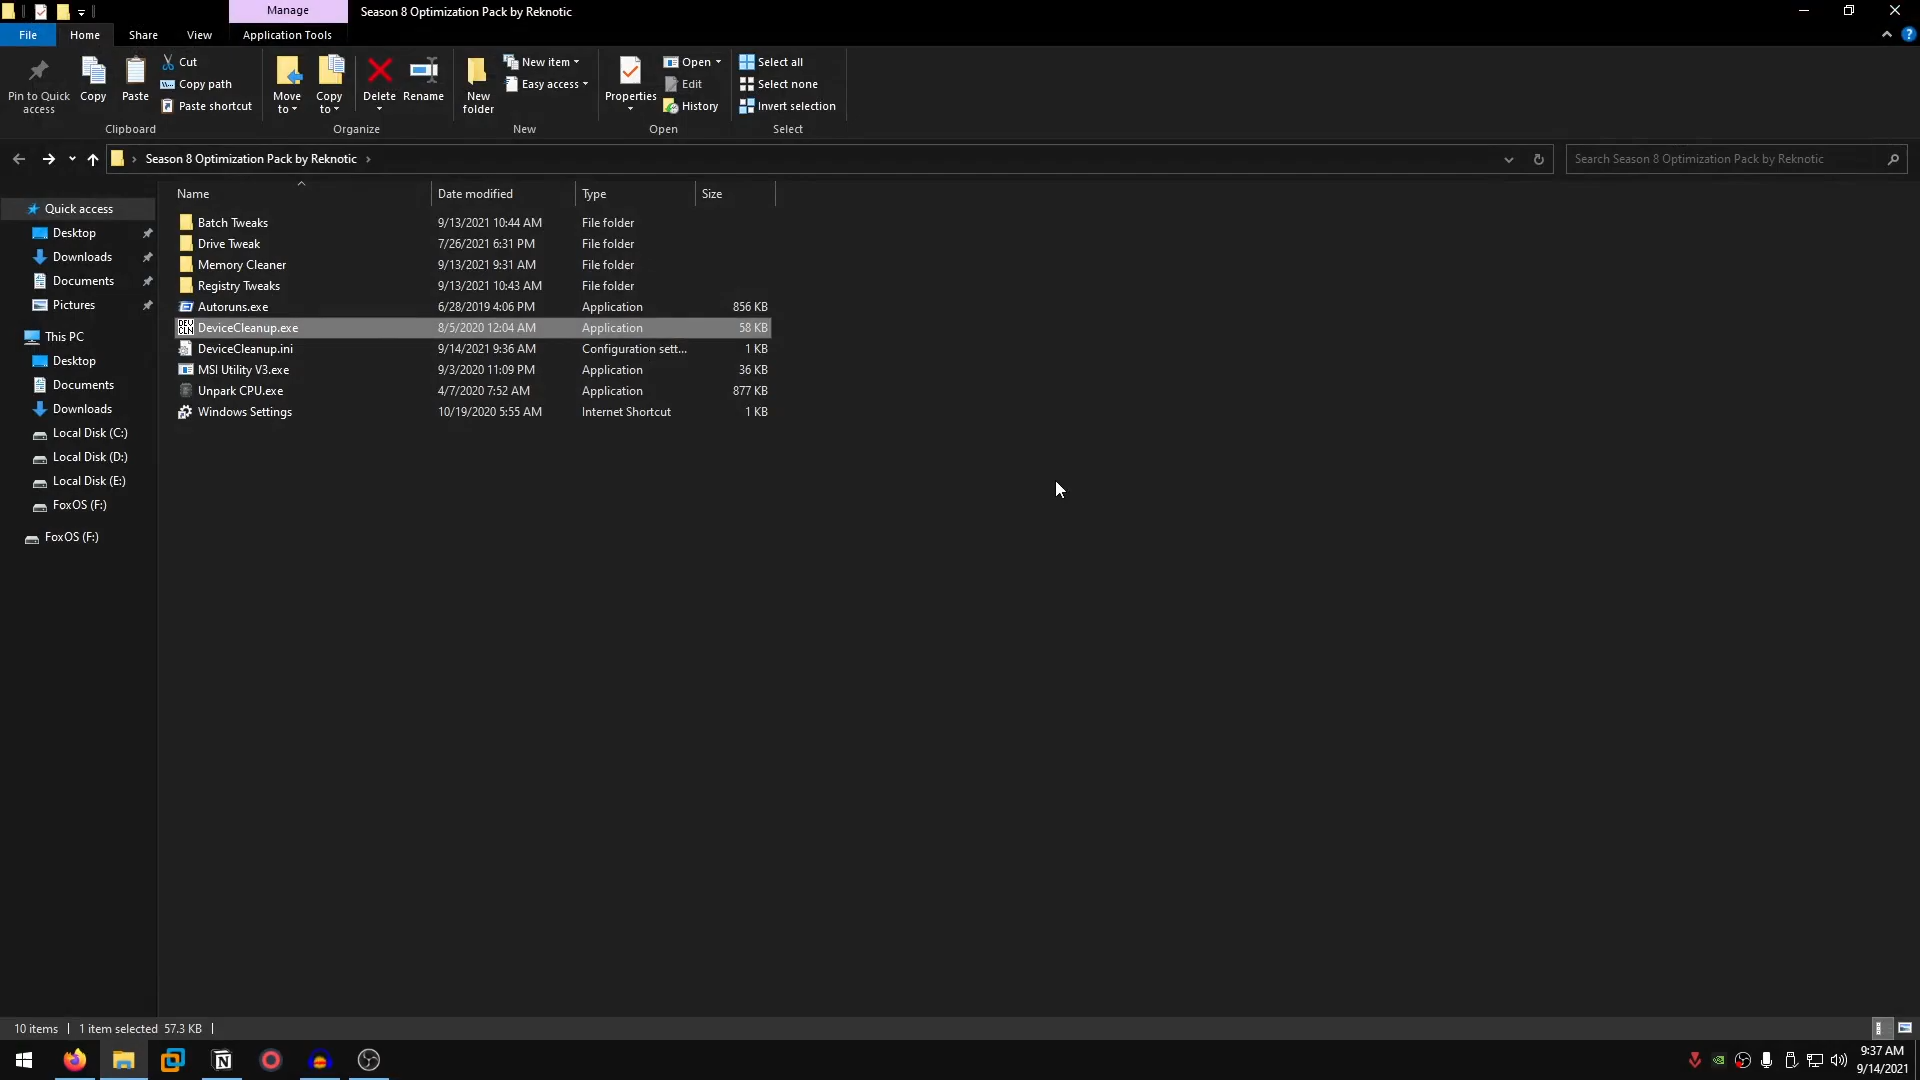 Manage
Season 8 Optimization Pack by Reknotic
File
Home
Share
View
Application Tools
Pin to Quick access
Copy
Paste
Cut
Copy path
Paste shortcut
Move to
Copy to
Delete
Rename
New folder
New item
Easy access
Properties
Open
Edit
History
Select all
Select none
Invert selection
Clipboard
Organize
New
Open
Select
Season 8 Optimization Pack by Reknotic
Search Season 8 Optimization Pack by Reknotic
Name Date modified Type Size
Batch Tweaks 9/13/2021 10:44 AM File folder
Drive Tweak 7/26/2021 6:31 PM File folder
Memory Cleaner 9/13/2021 9:31 AM File folder
Registry Tweaks 9/13/2021 10:43 AM File folder
Autoruns.exe 6/28/2019 4:06 PM Application 856 KB
DEV CLN DeviceCleanup.exe 8/5/2020 12:04 AM Application 58 KB
DeviceCleanup.ini 9/14/2021 9:36 AM Configuration sett... 1 KB
MSI Utility V3.exe 9/3/2020 11:09 PM Application 36 KB
Unpark CPU.exe 4/7/2020 7:52 AM Application 877 KB
Windows Settings 10/19/2020 5:55 AM Internet Shortcut 1 KB
Quick access
Desktop
Downloads
Documents
Pictures
This PC
Desktop
Documents
Downloads
Local Disk (C:)
Local Disk (D:)
Local Disk (E:)
FoxOS (F:)
FoxOS (F:)
10 items
1 item selected 57.3 KB
9:37 AM
9/14/2021